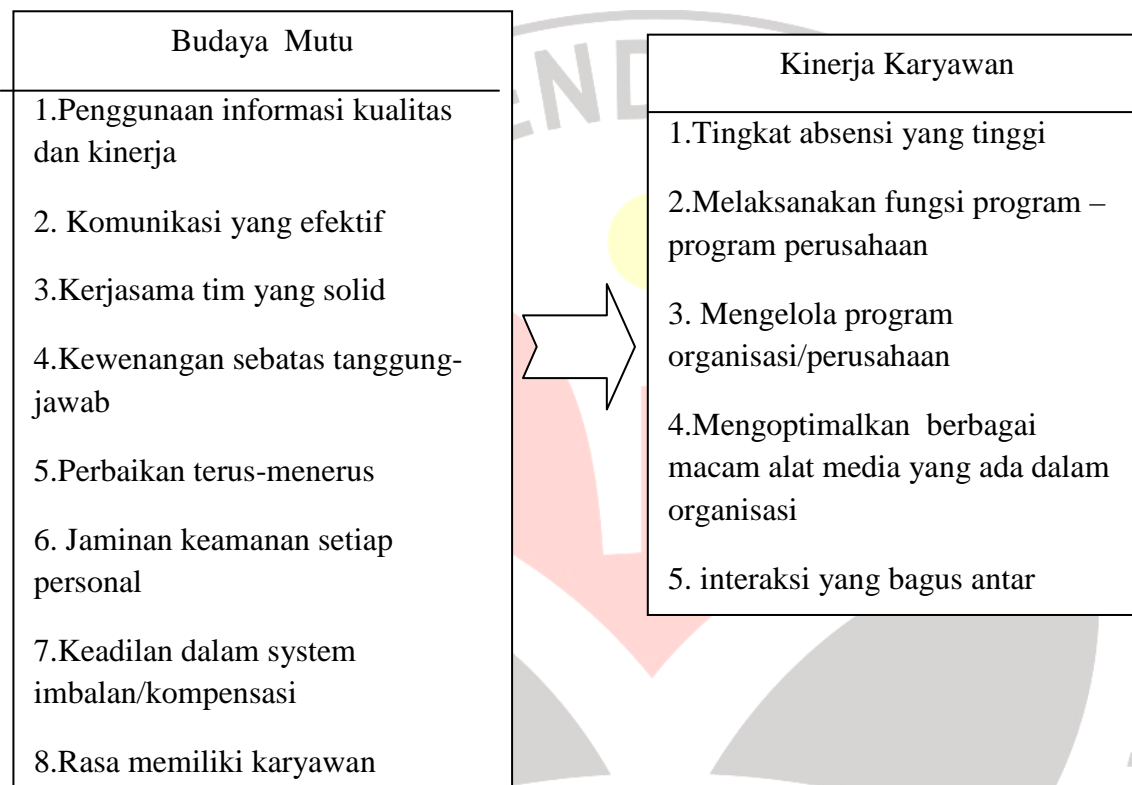 Budaya Mutu
1.Penggunaan informasi kualitas
dan kinerja
2. Komunikasi yang efektif
3.Kerjasama tim yang solid
4.Kewenangan sebatas tanggung-
jawab
5.Perbaikan terus-menerus
6. Jaminan keamanan setiap
personal
7.Keadilan dalam system
imbalan/kompensasi
8.Rasa memiliki karyawan
Kinerja Karyawan
1.Tingkat absensi yang tinggi
2.Melaksanakan fungsi program –
program perusahaan
3. Mengelola program
organisasi/perusahaan
4.Mengoptimalkan berbagai
macam alat media yang ada dalam
organisasi
5. interaksi yang bagus antar